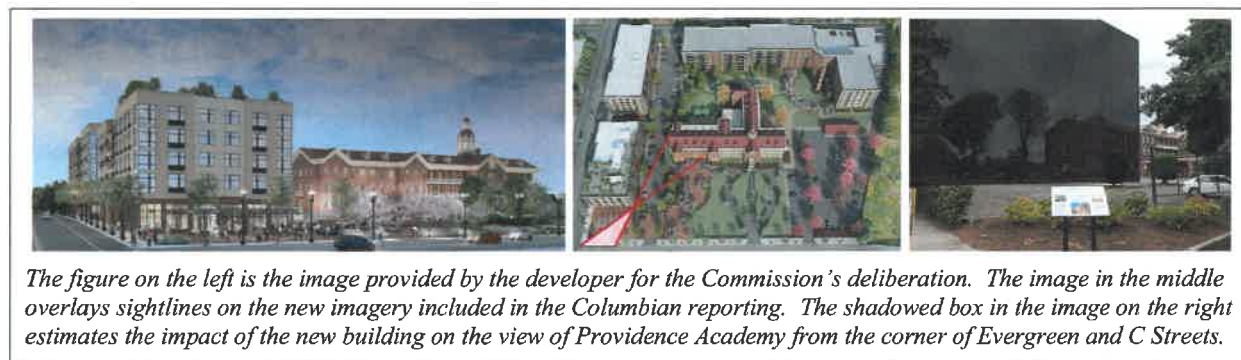 The figure on the left is the image provided by the developer for the Commission's deliberation. The image in the middle
overlays sightlines on the new imagery included in the Columbian reporting. The shadowed box in the image on the right
estimates the impact of the new building on the view of Providence Academy from the corner of Evergreen and C Streets.